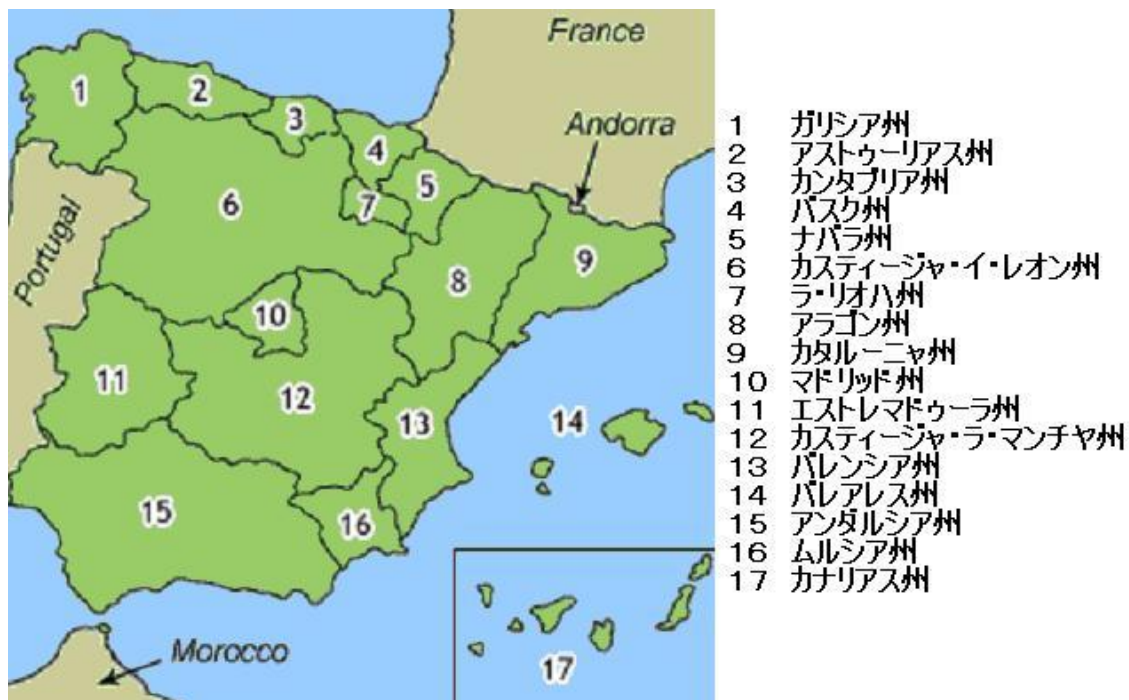 France
Andorra
Portugal
Morocco
1
2
3
4
5
6
7
8
9
10
11
12
13
14
15
16
17
1 ガリシア州
2 アストゥーリアス州
3 カンタブリア州
4 バスク州
5 ナバラ州
6 カスティージャ・イ・レオン州
7 ラ・リオハ州
8 アラゴン州
9 カタルーニャ州
10 マドリッド州
11 エストレマドゥーラ州
12 カスティージャ・ラ・マンチャ州
13 バレンシア州
14 バレアレス州
15 アンダルシア州
16 ムルシア州
17 カナリアス州